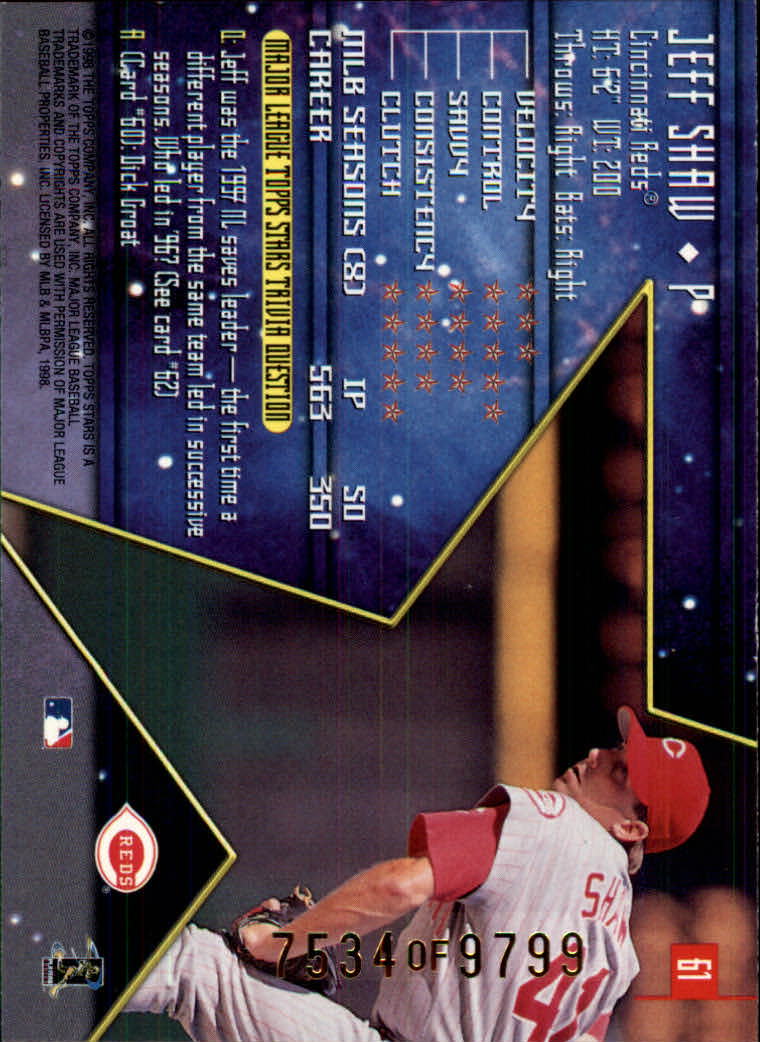 JEFF SHAW ◆ P
61
Cincinnati Reds®
HT: 6'2" WT: 200
Throws: Right Bats: Right
VELOCITY ★★★
CONTROL ★★★★★
SAVVY ★★★★
CONSISTENCY ★★★★
CLUTCH ★★★★★
MLB SEASONS (8) IP SO
CAREER 563 350
MAJOR LEAGUE TOPPS STARS TRIVIA QUESTION
Q: Jeff was the 1997 NL saves leader — the first time a
different player from the same team led in successive
seasons. Who led in '96? (See card #62)
A: (Card #60): Dick Groat
©1998 THE TOPPS COMPANY, INC. ALL RIGHTS RESERVED. TOPPS STARS IS A
TRADEMARK OF THE TOPPS COMPANY, INC. MAJOR LEAGUE BASEBALL
TRADEMARKS AND COPYRIGHTS ARE USED WITH PERMISSION OF MAJOR LEAGUE
BASEBALL PROPERTIES, INC. LICENSED BY MLB & MLBPA, 1998.
C
SHAW
41
REDS
®
7534 OF 9799